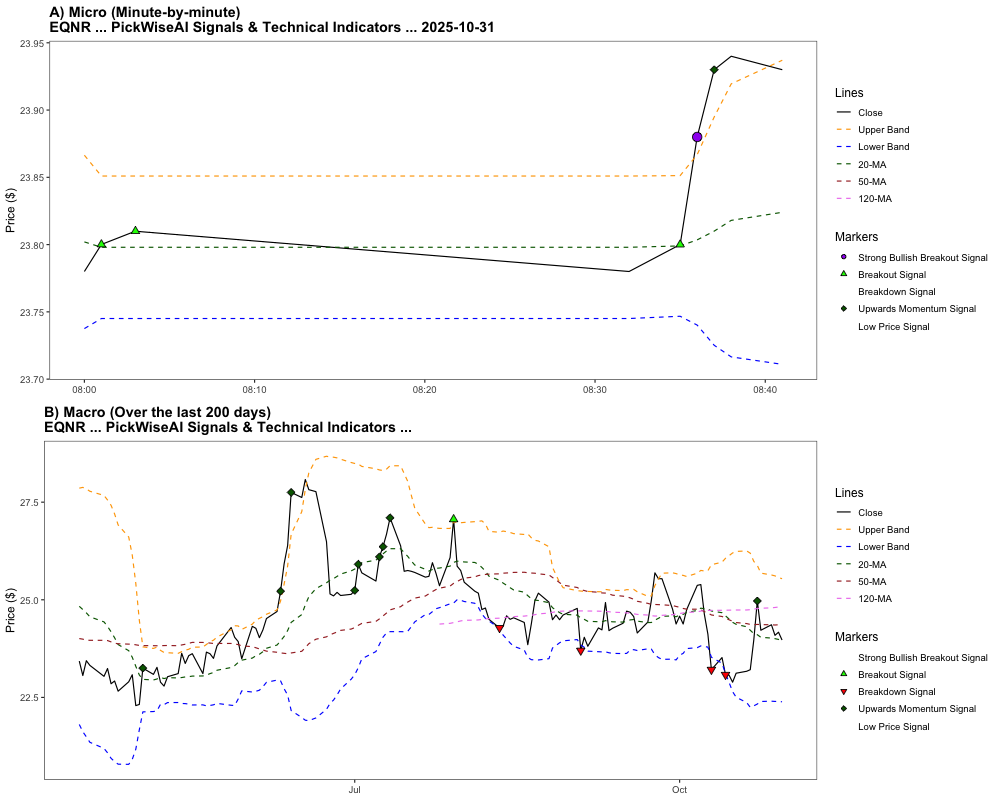 A) Micro (Minute-by-minute)
EQNR ... PickWiseAI Signals & Technical Indicators ... 2025-10-31
Price ($)
23.95
23.90
23.85
23.80
23.75
23.70
08:00
08:10
08:20
08:30
08:40
Lines
Close
Upper Band
Lower Band
20-MA
50-MA
120-MA
Markers
Strong Bullish Breakout Signal
Breakout Signal
Breakdown Signal
Upwards Momentum Signal
Low Price Signal
B) Macro (Over the last 200 days)
EQNR ... PickWiseAI Signals & Technical Indicators ...
Price ($)
27.5
25.0
22.5
Jul
Oct
Lines
Close
Upper Band
Lower Band
20-MA
50-MA
120-MA
Markers
Strong Bullish Breakout Signal
Breakout Signal
Breakdown Signal
Upwards Momentum Signal
Low Price Signal